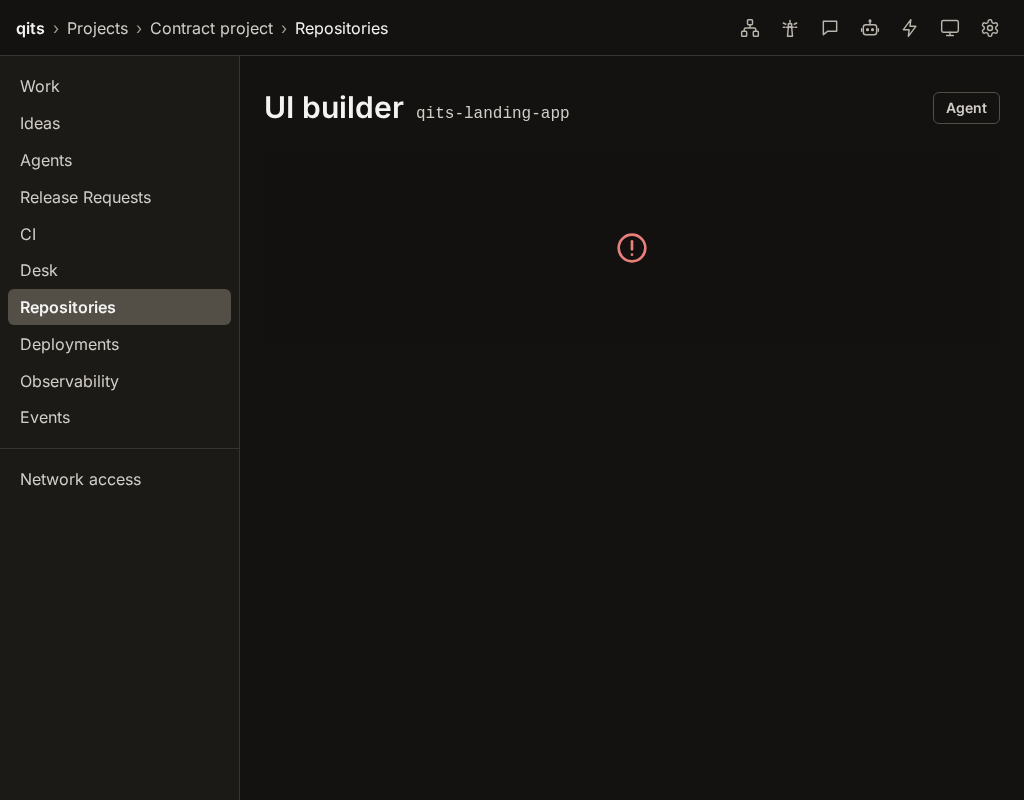 qits › Projects › Contract project › Repositories
Work
Ideas
Agents
Release Requests
CI
Desk
Repositories
Deployments
Observability
Events
Network access
UI builder qits-landing-app
Agent